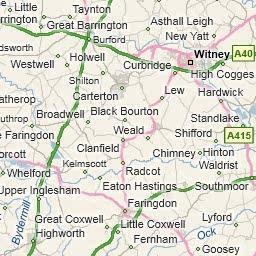 Little
Taynton
Great Barrington
Asthall Leigh
New Yatt
Burford
Witney
A40
Westwell
Holwell
Curbridge
High Cogges
Shilton
Carterton
Lew
Hardwick
Black Bourton
Broadwell
Standlake
Weald
Shifford
A415
Faringdon
Clanfield
Chimney
Hinton
Waldrist
Kelmscott
Whelford
Radcot
Upper Inglesham
Eaton Hastings
Southmoor
Faringdon
Great Coxwell
Lyford
Little Coxwell
Ock
Highworth
Fernham
Goosey